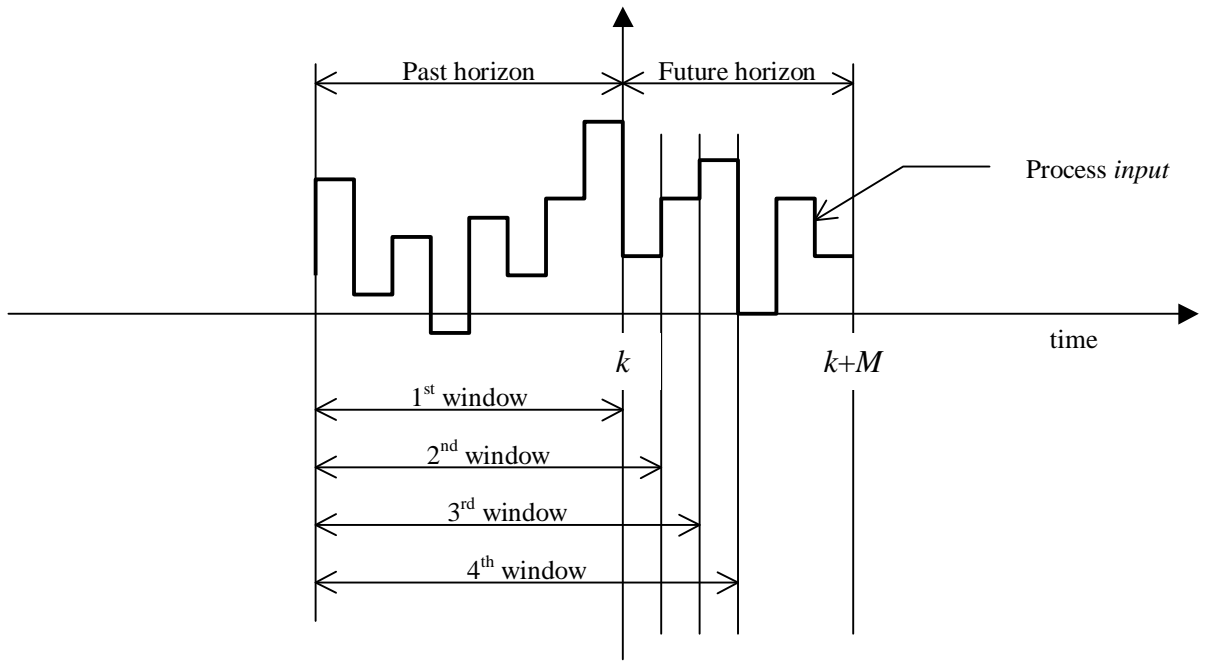 Past horizon
Future horizon
Process input
time
k
k+M
1st window
2nd window
3rd window
4th window